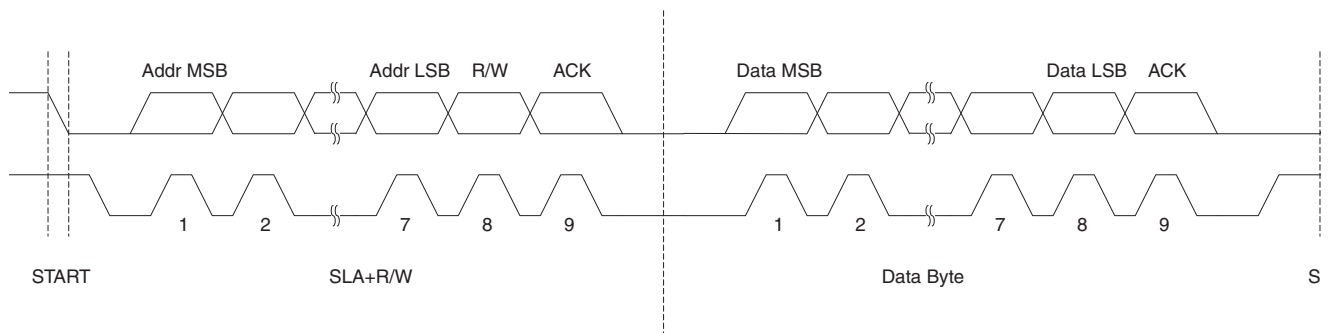 Addr MSB Addr LSB R/W ACK Data MSB Data LSB ACK
1 2 7 8 9 1 2 7 8 9
START SLA+R/W Data Byte S